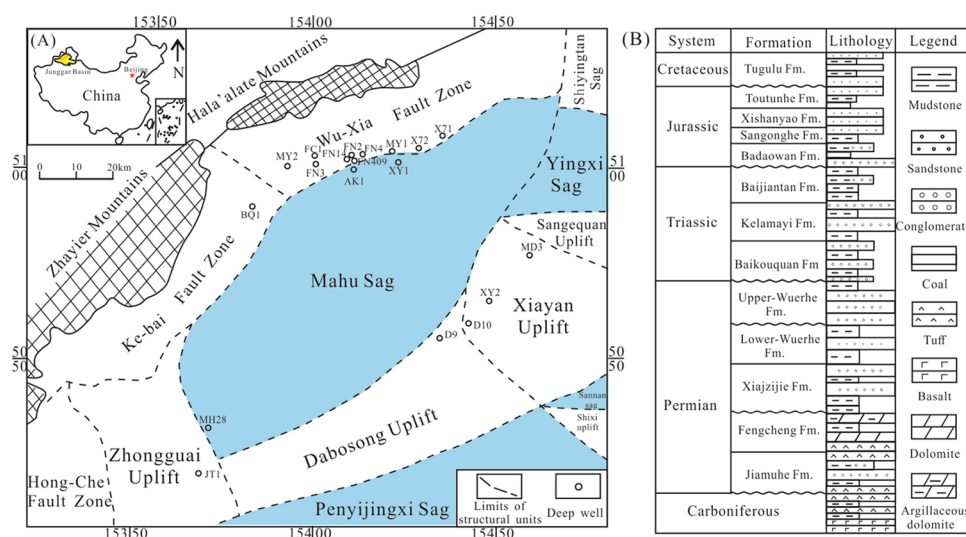 (A)
153|50
154|00
154|50
Janggar Basin
Beijing
China
N
0 10 20km
Hala'alate Mountains
Wu-Xia Fault Zone
Shiyingtan
Sag
Zhayier Mountains
Ke-bai Fault Zone
51
00
51
00
MY2
FC1
FN14
FN2
FN4
MY1
X72
X71
FN3
FN409
AK1
XY1
BQ1
Yingxi
Sag
Sangequan
Uplift
MD3
Mahu Sag
XY2
Xiayan
Uplift
D10
D9
50
50
50
50
Sannan
sag
Shixi
uplift
MH28
Dabosong Uplift
Zhongguai
Uplift
JT1
Hong-Che
Fault Zone
Penyijingxi Sag
Limits of
structural units
Deep well
153|50
154|00
154|50
(B)
System Formation Lithology Legend
Cretaceous Tugulu Fm.
Jurassic
Toutunhe Fm.
Xishanyao Fm.
Sangonghe Fm.
Badaowan Fm.
Triassic
Baijiantan Fm.
Kelamayi Fm.
Baikouquan Fm
Permian
Upper-Wuerhe
Fm.
Lower-Wuerhe
Fm.
Xiajzijie Fm.
Fengcheng Fm.
Jiamuhe Fm.
Carboniferous
Mudstone
Sandstone
Conglomerate
Coal
Tuff
Basalt
Dolomite
Argillaceous
dolomite